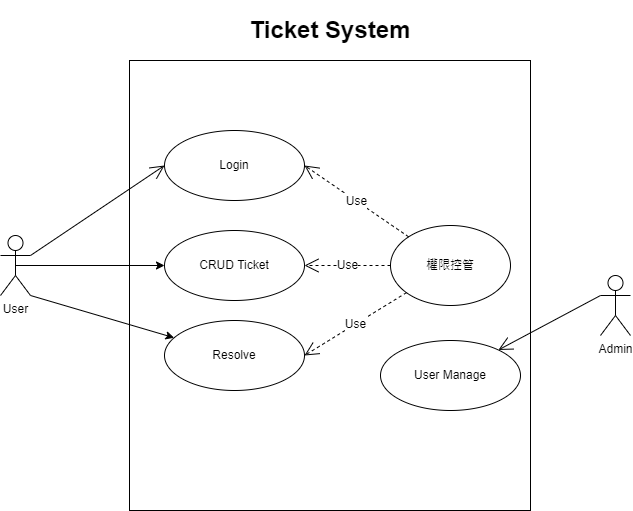 Ticket System
Login
Use
CRUD Ticket
Use
權限控管
User
Use
Resolve
Admin
User Manage